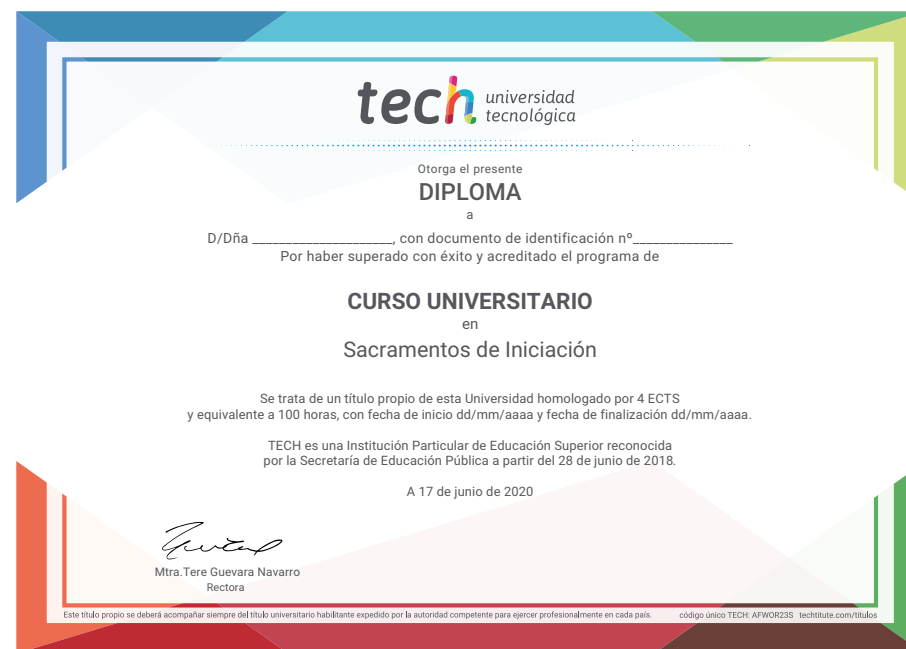 tech universidad
tecnológica
Otorga el presente
DIPLOMA
a
D/Dña _____________________, con documento de identificación nº_______________
Por haber superado con éxito y acreditado el programa de
CURSO UNIVERSITARIO
en
Sacramentos de Iniciación
Se trata de un título propio de esta Universidad homologado por 4 ECTS
y equivalente a 100 horas, con fecha de inicio dd/mm/aaaa y fecha de finalización dd/mm/aaaa.
TECH es una Institución Particular de Educación Superior reconocida
por la Secretaría de Educación Pública a partir del 28 de junio de 2018.
A 17 de junio de 2020
Mtra.Tere Guevara Navarro
Rectora
Este título propio se deberá acompañar siempre del título universitario habilitante expedido por la autoridad competente para ejercer profesionalmente en cada país. código único TECH: AFWOR23S techtitute.com/titulos